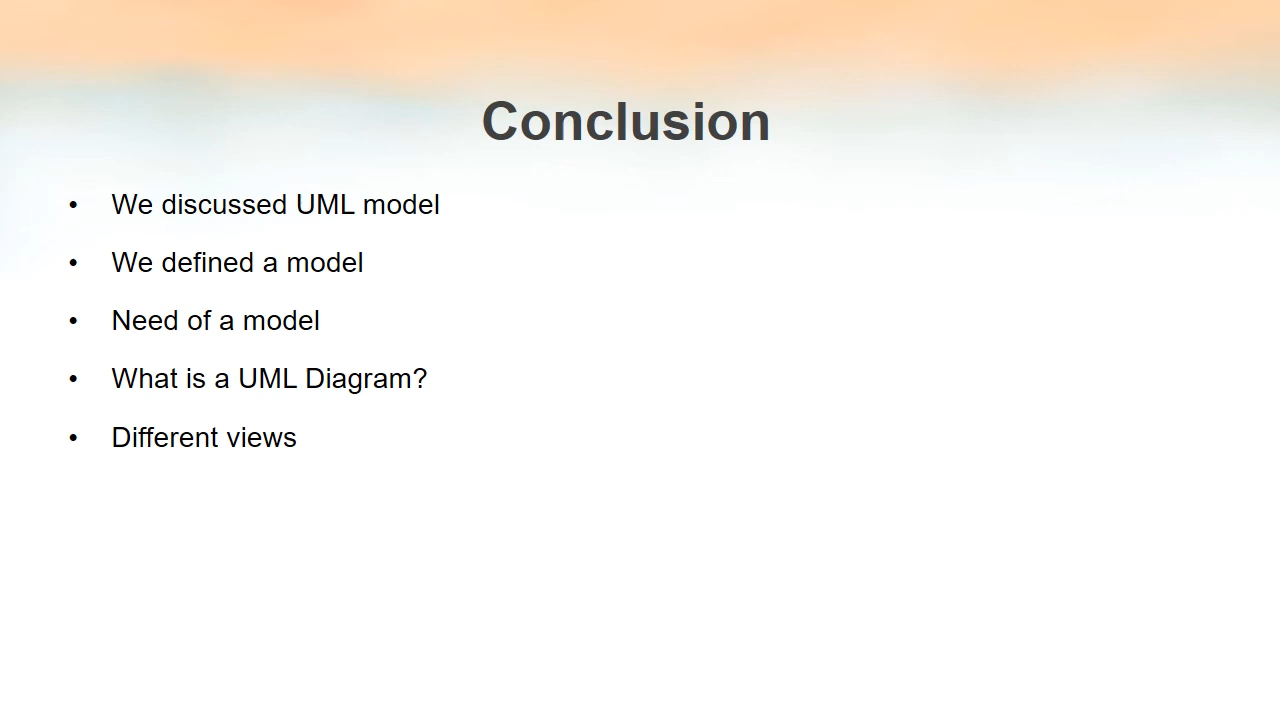 Conclusion
• We discussed UML model
• We defined a model
• Need of a model
• What is a UML Diagram?
• Different views